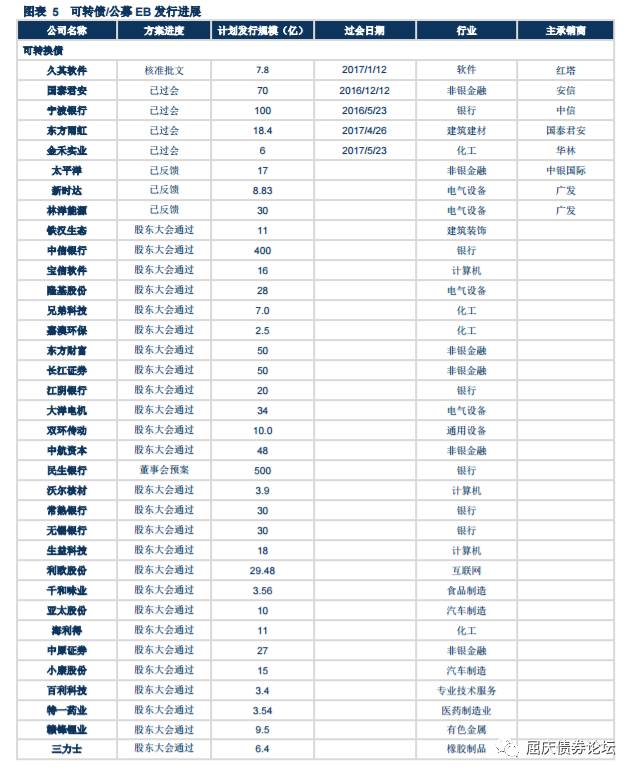 图表 5 可转债/公募 EB 发行进展
公司名称 方案进度 计划发行规模（亿） 过会日期 行业 主承销商
可转换债
久其软件 核准批文 7.8 2017/1/12 软件 红塔
国泰君安 已过会 70 2016/12/12 非银金融 安信
宁波银行 已过会 100 2016/5/23 银行 中信
东方雨虹 已过会 18.4 2017/4/26 建筑建材 国泰君安
金禾实业 已过会 6 2017/5/23 化工 华林
太平洋 已反馈 17 非银金融 中银国际
新时达 已反馈 8.83 电气设备 广发
林洋能源 已反馈 30 电气设备 广发
铁汉生态 股东大会通过 11 建筑装饰
中信银行 股东大会通过 400 银行
宝信软件 股东大会通过 16 计算机
隆基股份 股东大会通过 28 电气设备
兄弟科技 股东大会通过 7.0 化工
嘉澳环保 股东大会通过 2.5 化工
东方财富 股东大会通过 50 非银金融
长江证券 股东大会通过 50 非银金融
江阴银行 股东大会通过 20 银行
大洋电机 股东大会通过 34 电气设备
双环传动 股东大会通过 10.0 通用设备
中航资本 股东大会通过 48 非银金融
民生银行 董事会预案 500 银行
沃尔核材 股东大会通过 3.9 计算机
常熟银行 股东大会通过 30 银行
无锡银行 股东大会通过 30 银行
生益科技 股东大会通过 18 计算机
利欧股份 股东大会通过 29.48 互联网
千和味业 股东大会通过 3.56 食品制造
亚太股份 股东大会通过 10 汽车制造
海利得 股东大会通过 11 化工
中原证券 股东大会通过 27 非银金融
小康股份 股东大会通过 15 汽车制造
百利科技 股东大会通过 3.4 专业技术服务
特一药业 股东大会通过 3.54 医药制造业
赣锋锂业 股东大会通过 9.5 有色金属
三力士 股东大会通过 6.4 橡胶制品
屈庆债券论坛